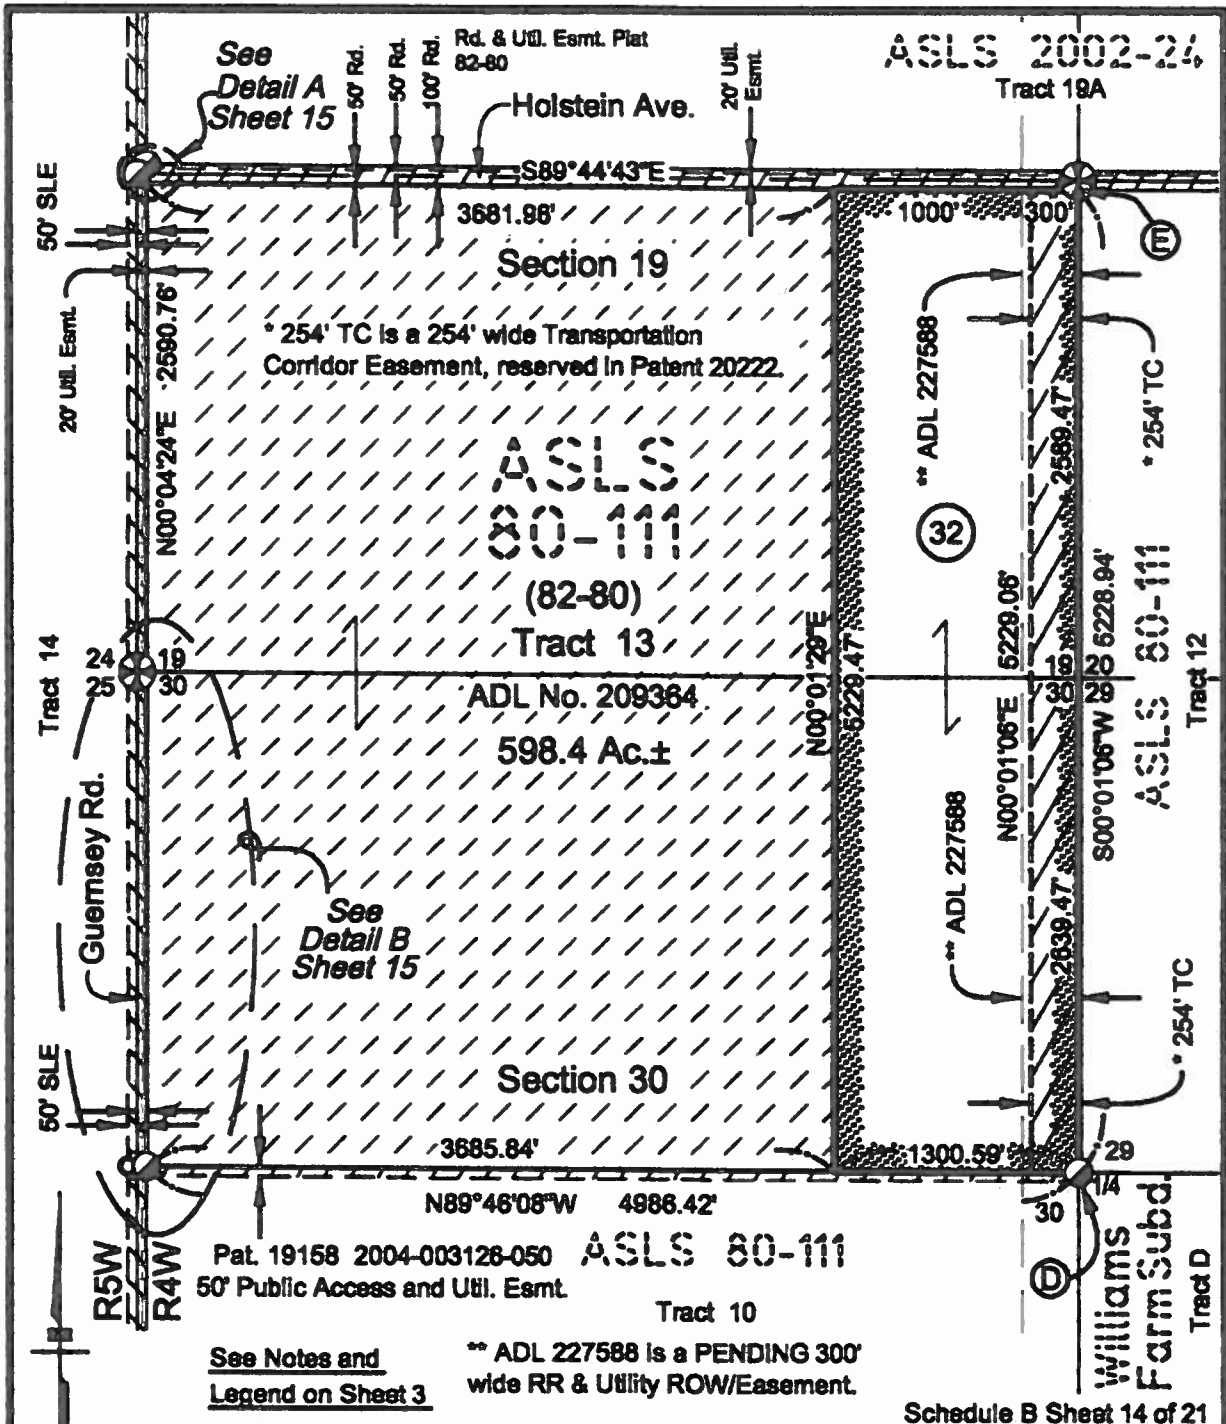 See
Detail A
Sheet 15
50' Rd.
50' Rd.
100' Rd.
Rd. & Util. Esmt. Plat
82-80
Holstein Ave.
20' Util.
Esmt.
ASLS 2002-24
Tract 19A
S89°44'43"E
3681.98'
1000'
300'
E
50' SLE
20' Util. Esmt.
N00°04'24"E 2590.76'
Section 19
* 254' TC is a 254' wide Transportation
Corridor Easement, reserved in Patent 20222.
ASLS
80-111
(82-80)
Tract 13
ADL No. 209364
598.4 Ac.±
** ADL 227588
32
2589.47'
* 254' TC
N00°01'29"E
5229.47'
N00°01'06"E 5229.06'
S00°01'06"W 5228.94'
ASLS 80-111
Tract 12
Tract 14
24 19
25 30
19 20
30 29
Guernsey Rd.
See
Detail B
Sheet 15
** ADL 227588
2639.47'
* 254' TC
50' SLE
Section 30
3685.84'
1300.59'
29
1/4
30
N89°46'08"W 4986.42'
R5W
R4W
Pat. 19158 2004-003126-050
50' Public Access and Util. Esmt.
ASLS 80-111
Tract 10
D
Williams
Farm Subd.
Tract D
See Notes and
Legend on Sheet 3
** ADL 227588 is a PENDING 300'
wide RR & Utility ROW/Easement.
Schedule B Sheet 14 of 21